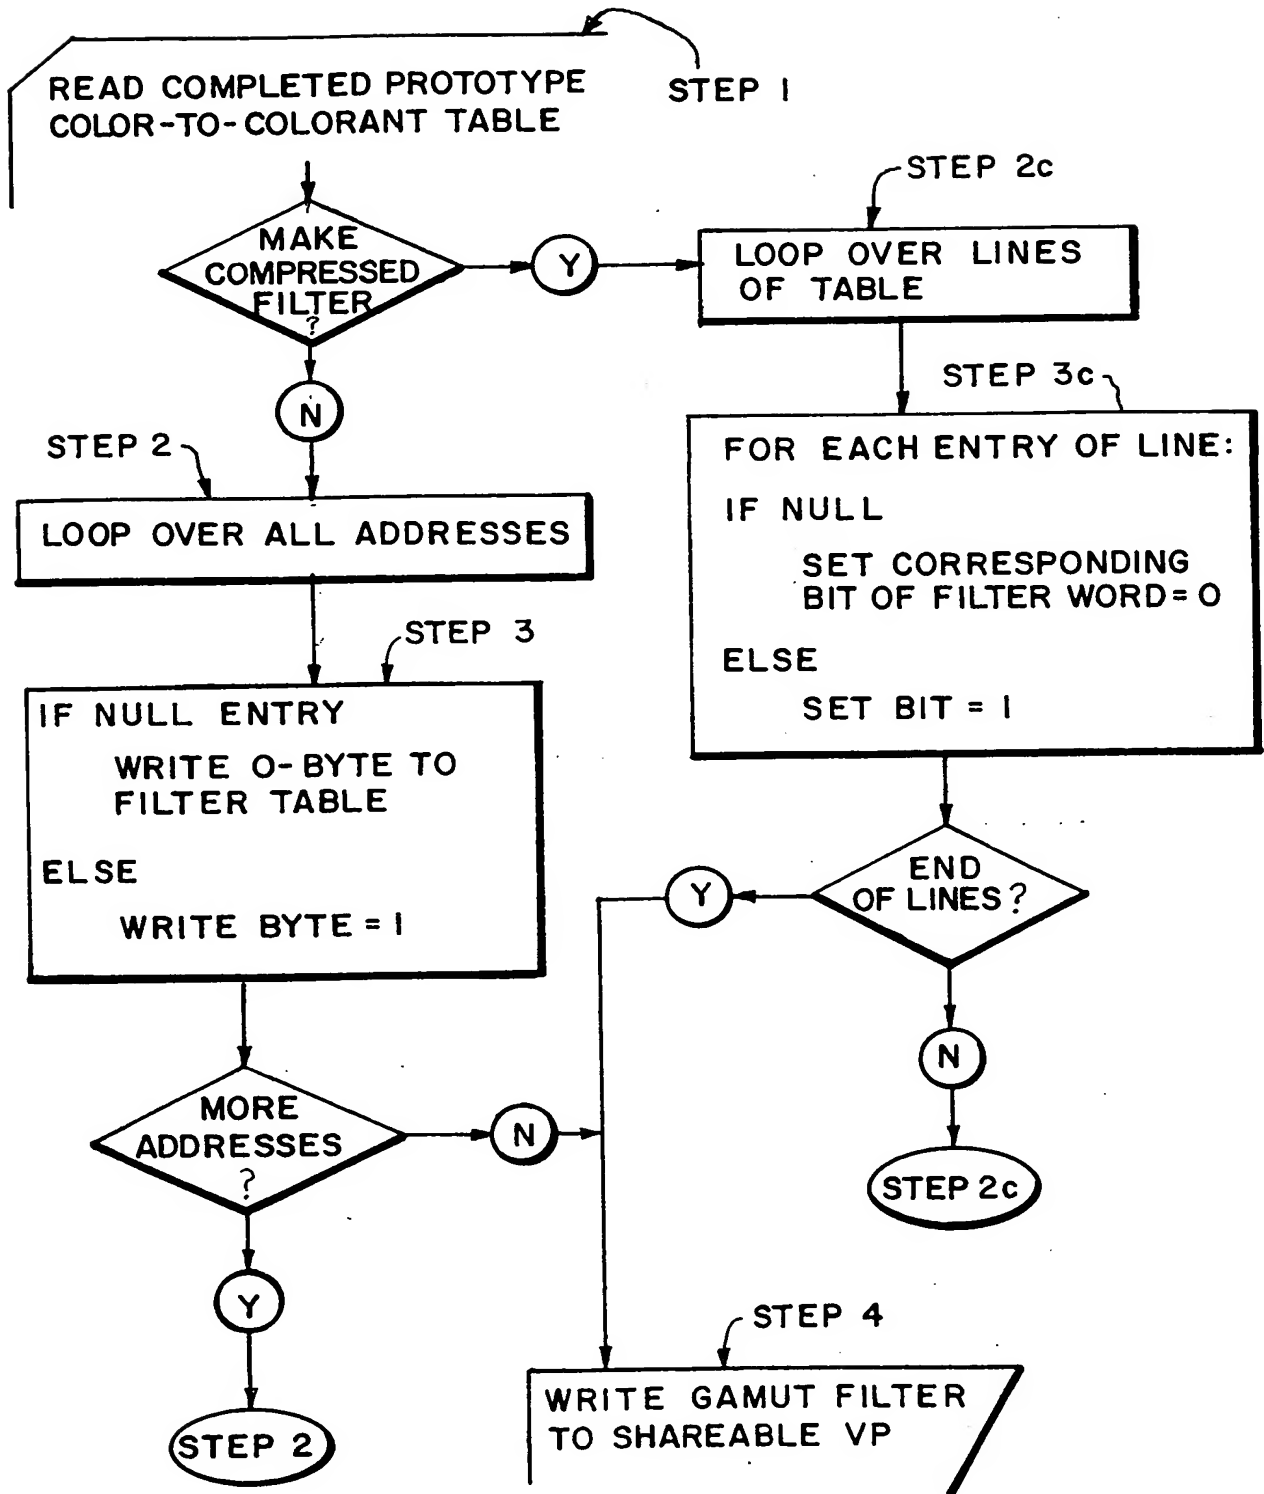 STEP 1
READ COMPLETED PROTOTYPE
COLOR-TO-COLORANT TABLE
MAKE
COMPRESSED
FILTER
?
Y
STEP 2c
LOOP OVER LINES
OF TABLE
N
STEP 3c
FOR EACH ENTRY OF LINE:
IF NULL
SET CORRESPONDING
BIT OF FILTER WORD=0
ELSE
SET BIT = 1
STEP 2
LOOP OVER ALL ADDRESSES
STEP 3
IF NULL ENTRY
WRITE 0-BYTE TO
FILTER TABLE
ELSE
WRITE BYTE = 1
END
OF LINES?
Y
N
STEP 2c
MORE
ADDRESSES
?
N
Y
STEP 2
STEP 4
WRITE GAMUT FILTER
TO SHAREABLE VP